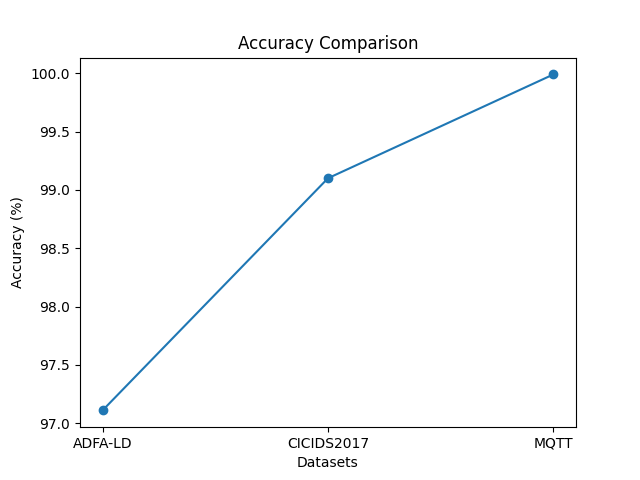 Accuracy Comparison
100.0
99.5
99.0
98.5
98.0
97.5
97.0
Accuracy (%)
ADFA-LD CICIDS2017 MQTT
Datasets